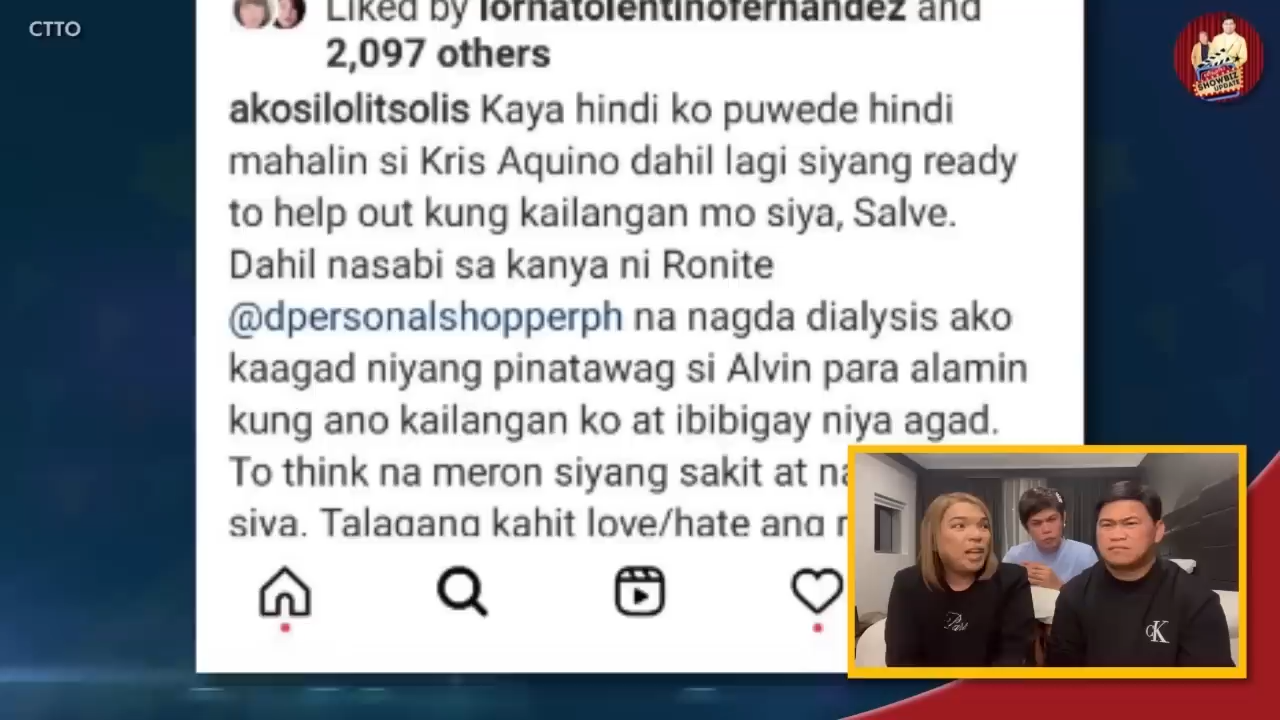 CTTO
Liked by lornatolentinofernandez and
2,097 others
akosilolitsolis Kaya hindi ko puwede hindi
mahalin si Kris Aquino dahil lagi siyang ready
to help out kung kailangan mo siya, Salve.
Dahil nasabi sa kanya ni Ronite
@dpersonalshopperph na nagda dialysis ako
kaagad niyang pinatawag si Alvin para alamin
kung ano kailangan ko at ibibigay niya agad.
To think na meron siyang sakit at
siya. Talagang kahit love/hate ang
SHOWBIZ
UPDATE
CK